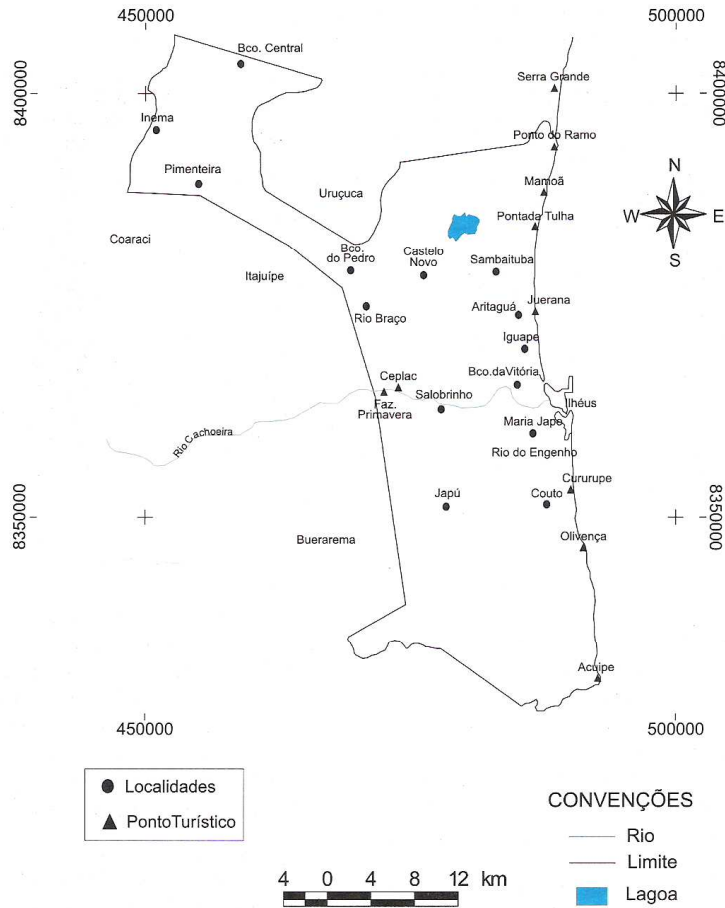 450000
500000
8400000
8400000
Bco. Central
Serra Grande
Inema
Ponto do Ramo
Pimenteira
Mamoã
Uruçuca
N
W
E
S
Pontada Tulha
Coaraci
Bco.
do Pedro
Castelo
Novo
Sambaituba
Itajuípe
Rio Braço
Aritaguá
Juerana
Iguape
Ceplac
Bco.daVitória
Faz.
Primavera
Salobrinho
Ilhéus
Rio Cachoeira
Maria Jape
Rio do Engenho
Cururupe
Japú
Couto
8350000
8350000
Buerarema
Olivença
Acuipe
450000
500000
Localidades
PontoTurístico
CONVENÇÕES
Rio
Limite
Lagoa
4 0 4 8 12 km